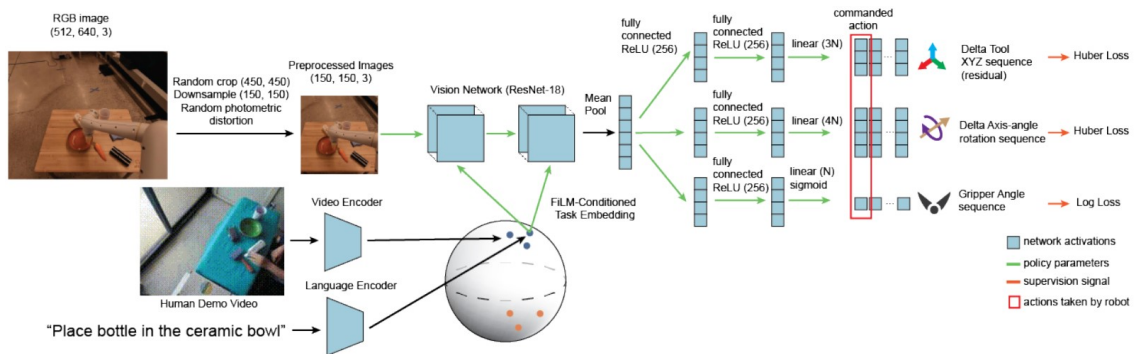 RGB image
(512, 640, 3)
Random crop (450, 450)
Downsample (150, 150)
Random photometric
distortion
Preprocessed Images
(150, 150, 3)
Vision Network (ResNet-18)
Mean
Pool
fully
connected
ReLU (256)
fully
connected
ReLU (256)
fully
connected
ReLU (256)
linear (3N)
commanded
action
Delta Tool
XYZ sequence
(residual)
Huber Loss
fully
connected
ReLU (256)
fully
connected
ReLU (256)
linear (4N)
Delta Axis-angle
rotation sequence
Huber Loss
fully
connected
ReLU (256)
fully
connected
ReLU (256)
linear (N)
sigmoid
Gripper Angle
sequence
Log Loss
Video Encoder
FiLM-Conditioned
Task Embedding
Human Demo Video
Language Encoder
“Place bottle in the ceramic bowl”
network activations
policy parameters
supervision signal
actions taken by robot